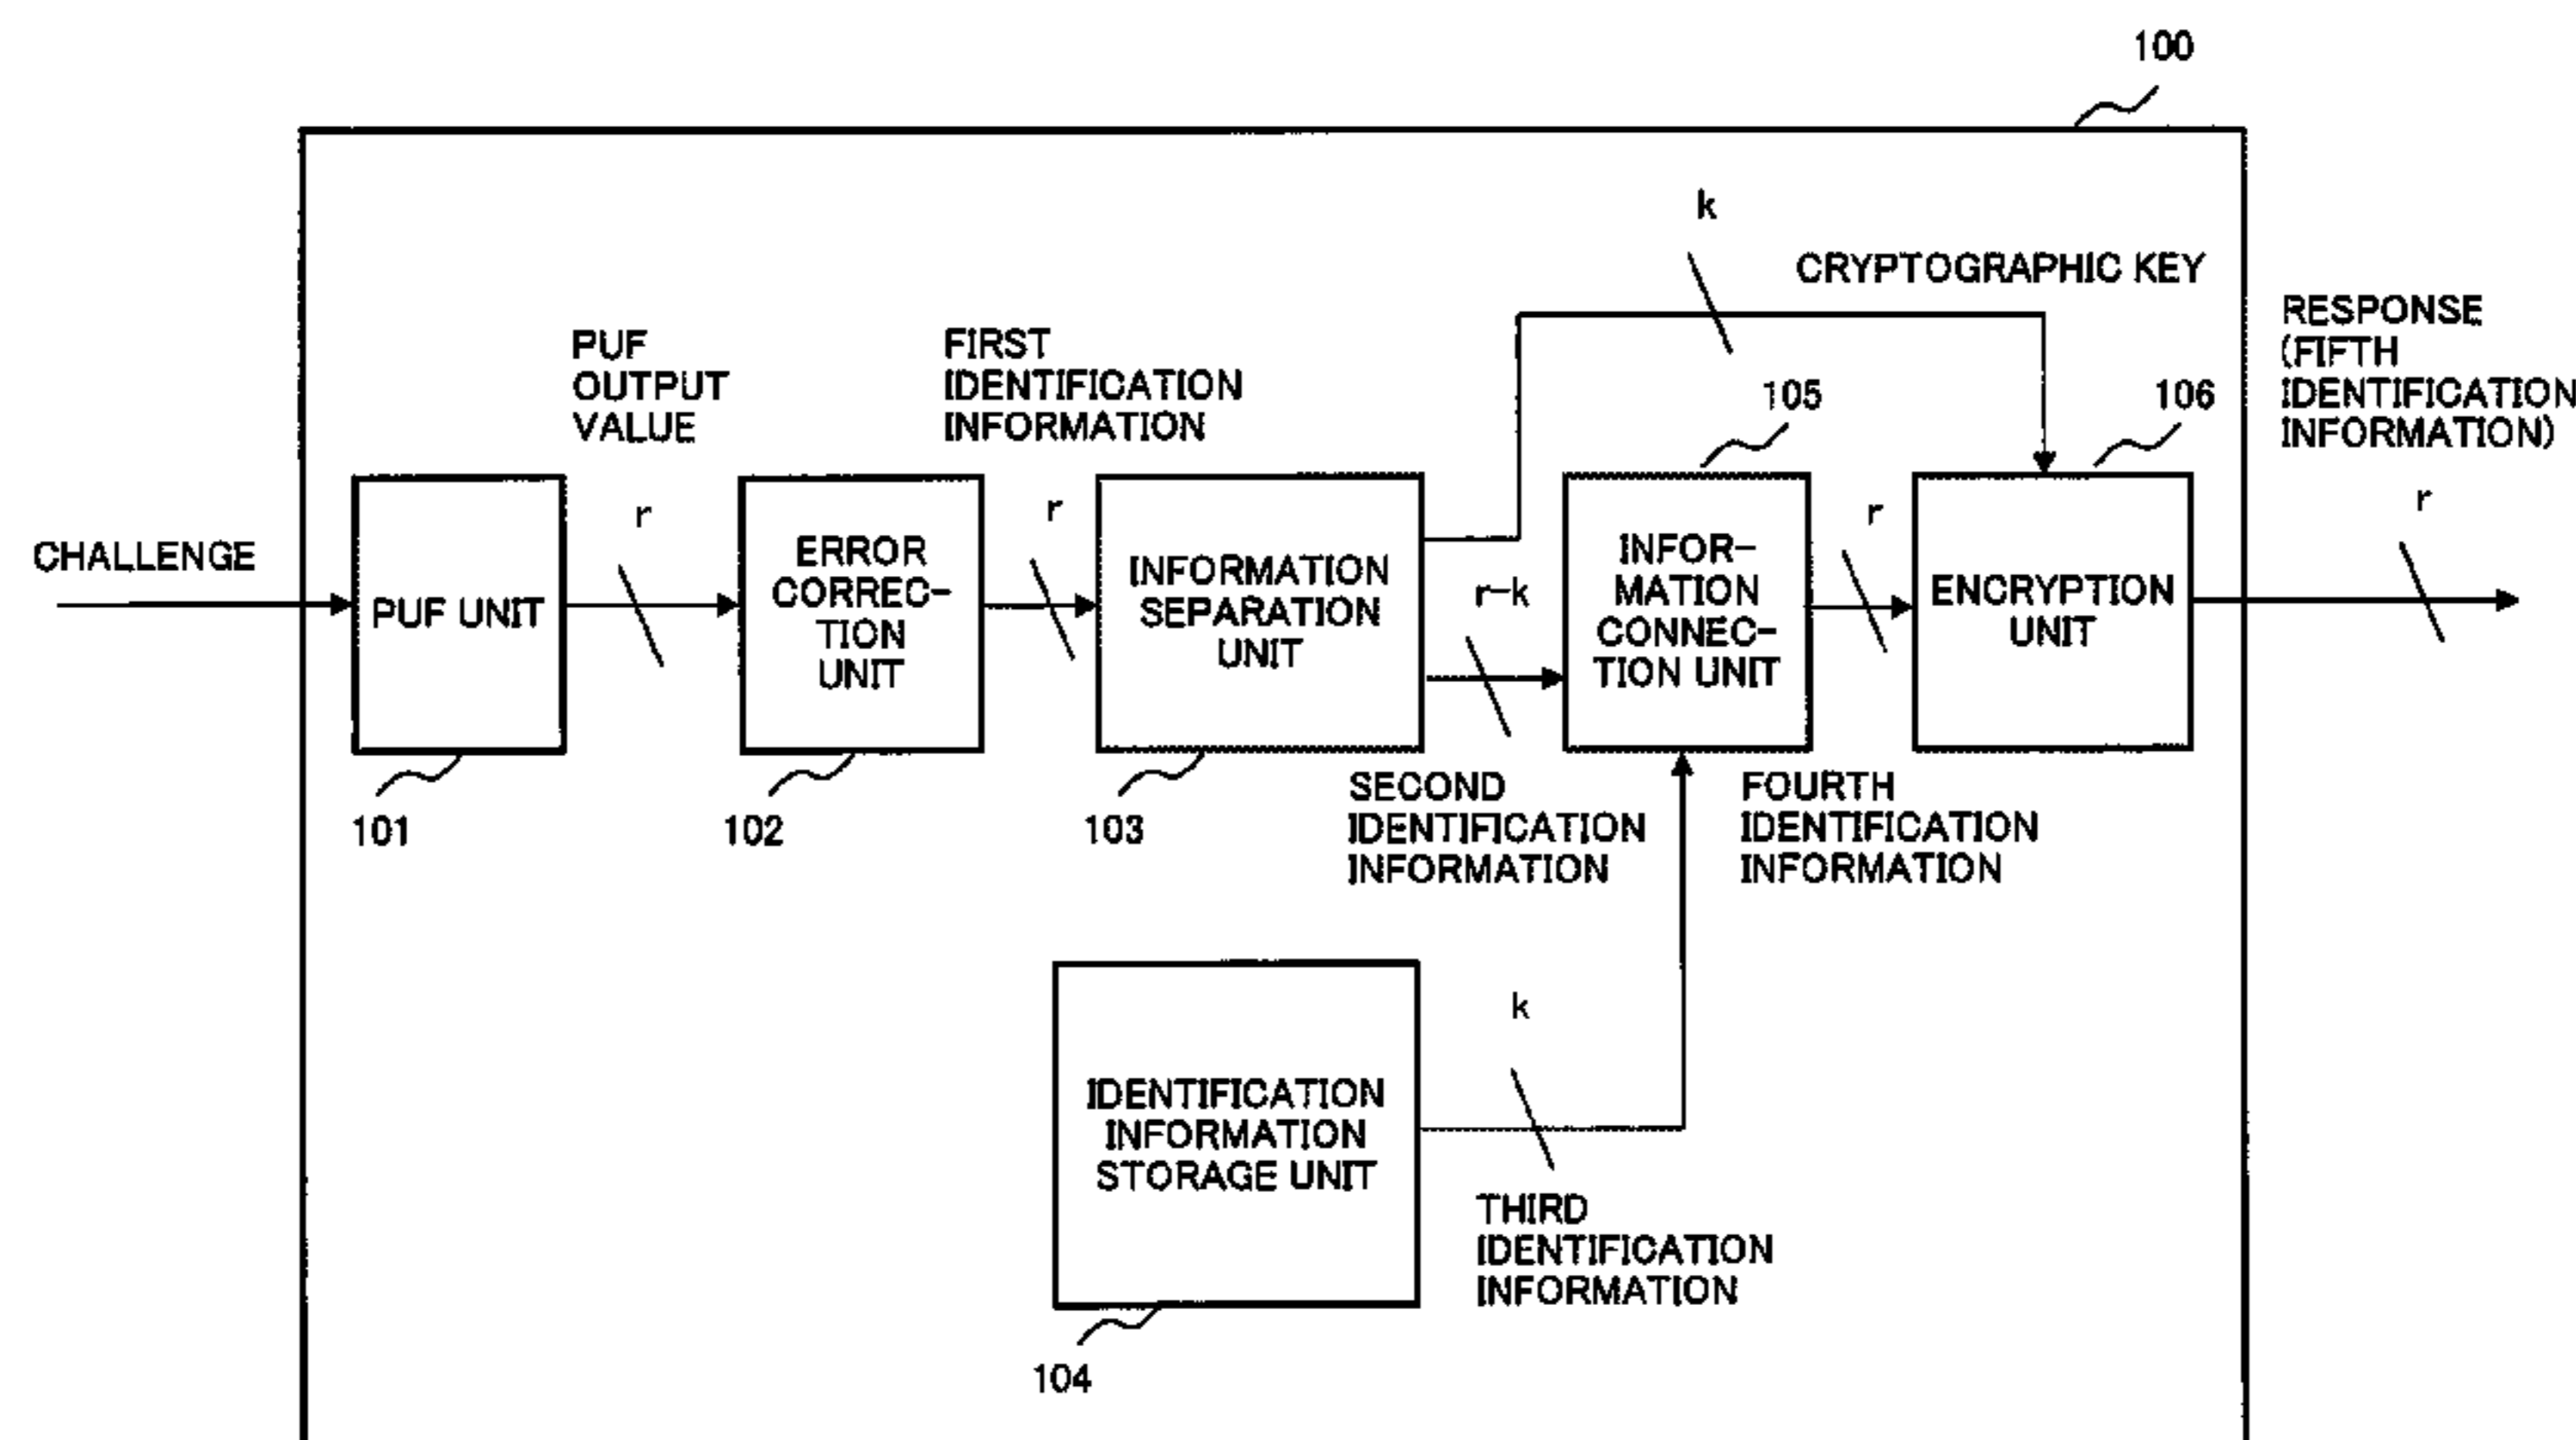 100
k
CRYPTOGRAPHIC KEY
RESPONSE
(FIFTH
IDENTIFICATION
INFORMATION)
PUF
OUTPUT
VALUE
FIRST
IDENTIFICATION
INFORMATION
105
106
r
r
r
r
CHALLENGE
PUF UNIT
ERROR
CORREC-
TION
UNIT
INFORMATION
SEPARATION
UNIT
r-k
INFOR-
MATION
CONNEC-
TION UNIT
ENCRYPTION
UNIT
101
102
103
SECOND
IDENTIFICATION
INFORMATION
FOURTH
IDENTIFICATION
INFORMATION
IDENTIFICATION
INFORMATION
STORAGE UNIT
k
THIRD
IDENTIFICATION
INFORMATION
104